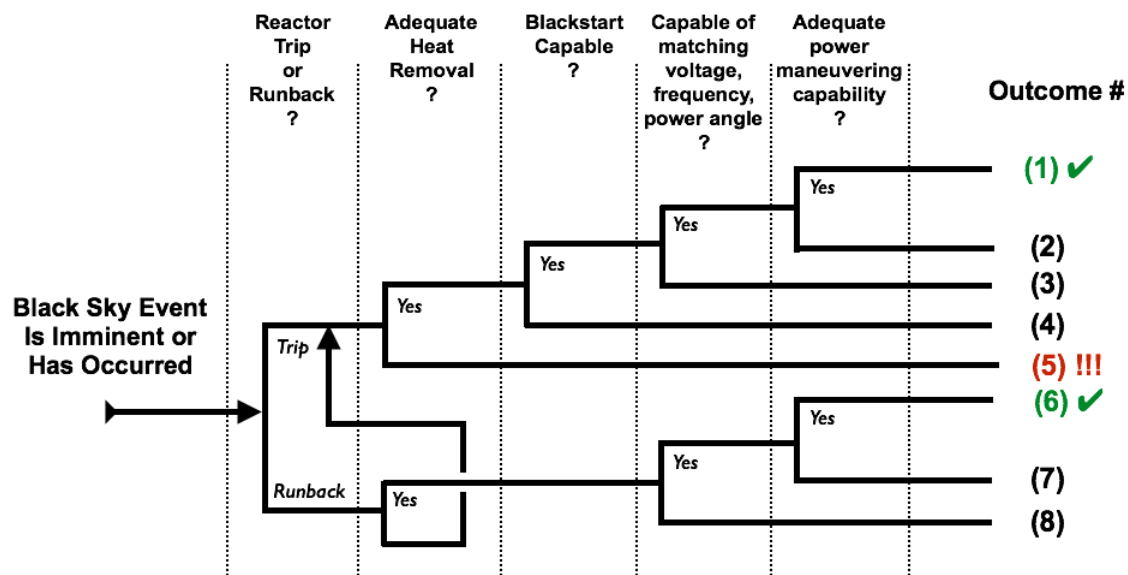 Reactor
Trip
or
Runback
?
Adequate
Heat
Removal
?
Blackstart
Capable
?
Capable of
matching
voltage,
frequency,
power angle
?
Adequate
power
maneuvering
capability
?
Outcome #
(1) ✔
Yes
Yes
(2)
Yes
(3)
Black Sky Event
Is Imminent or
Has Occurred
Yes
(4)
Trip
(5) !!!
(6) ✔
Yes
Yes
(7)
Runback
Yes
(8)